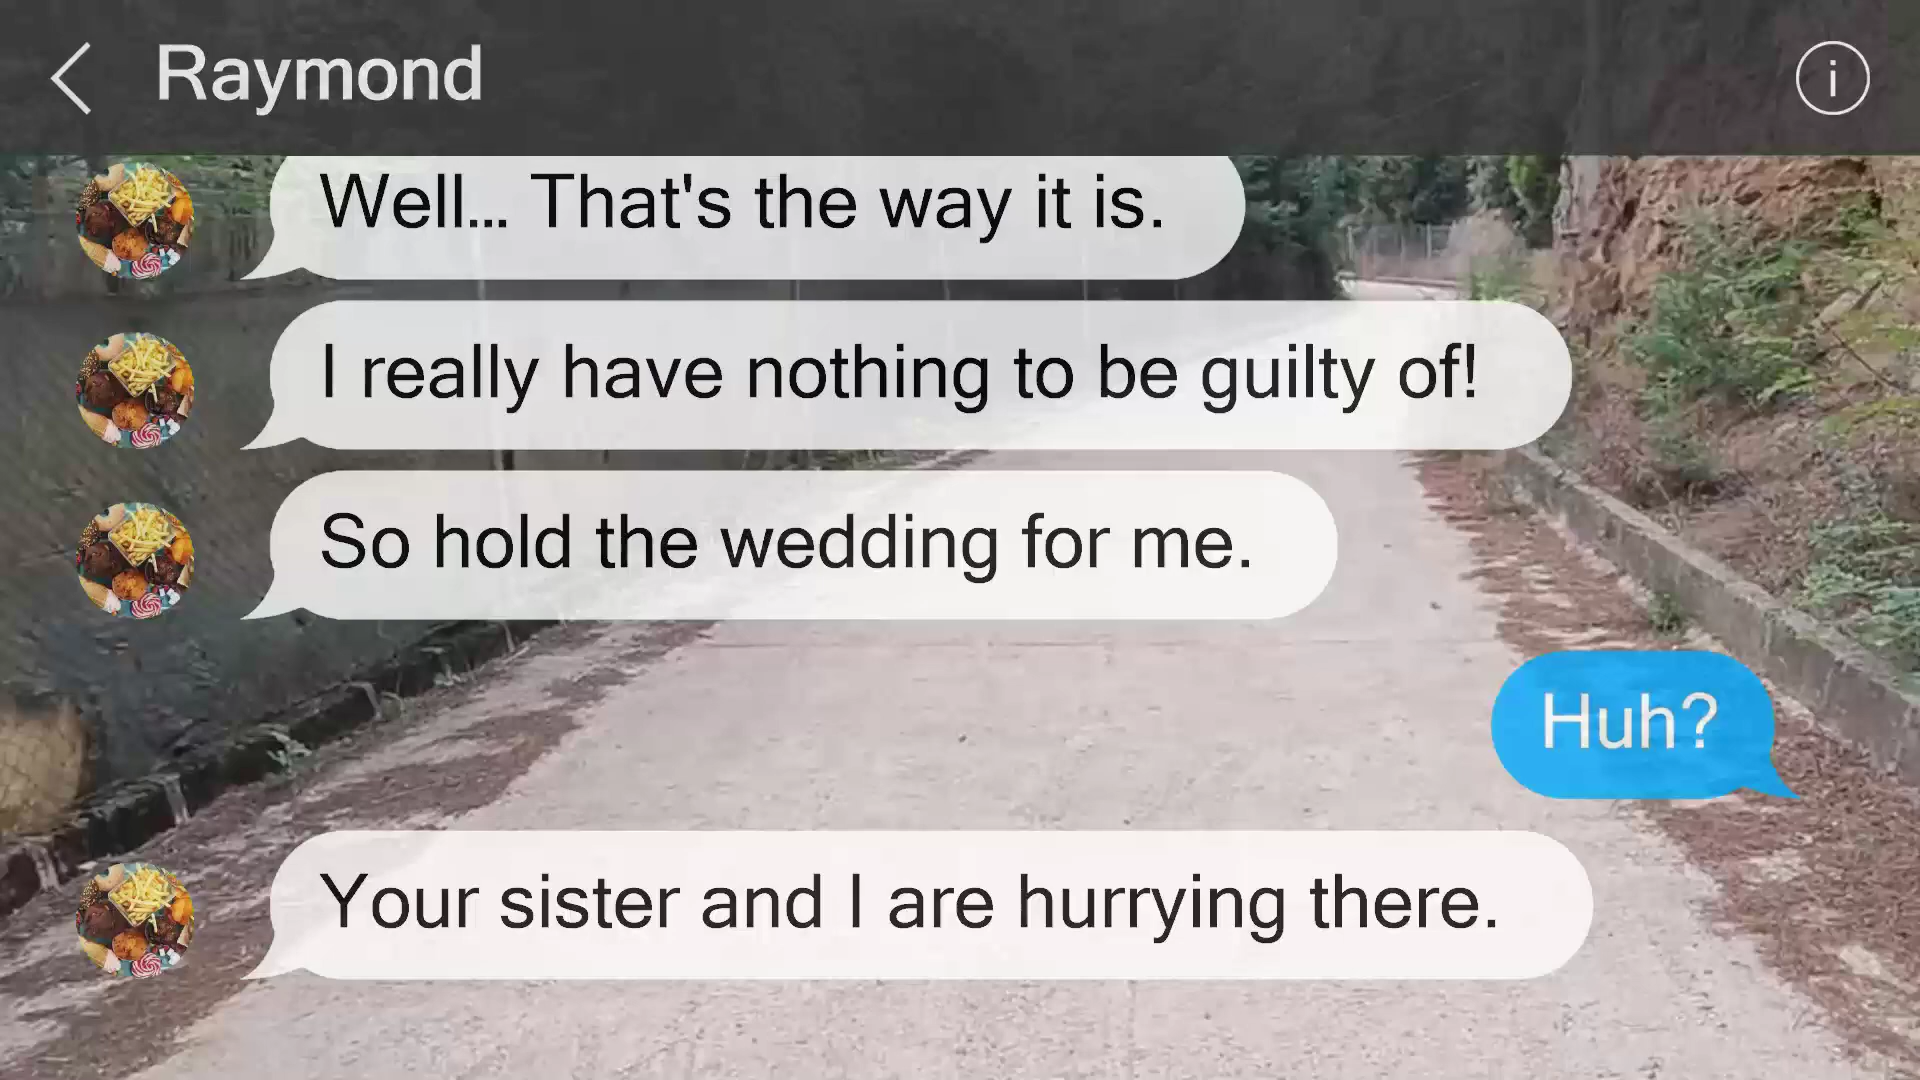 Raymond
Well... That's the way it is.
I really have nothing to be guilty of!
So hold the wedding for me.
Huh?
Your sister and I are hurrying there.